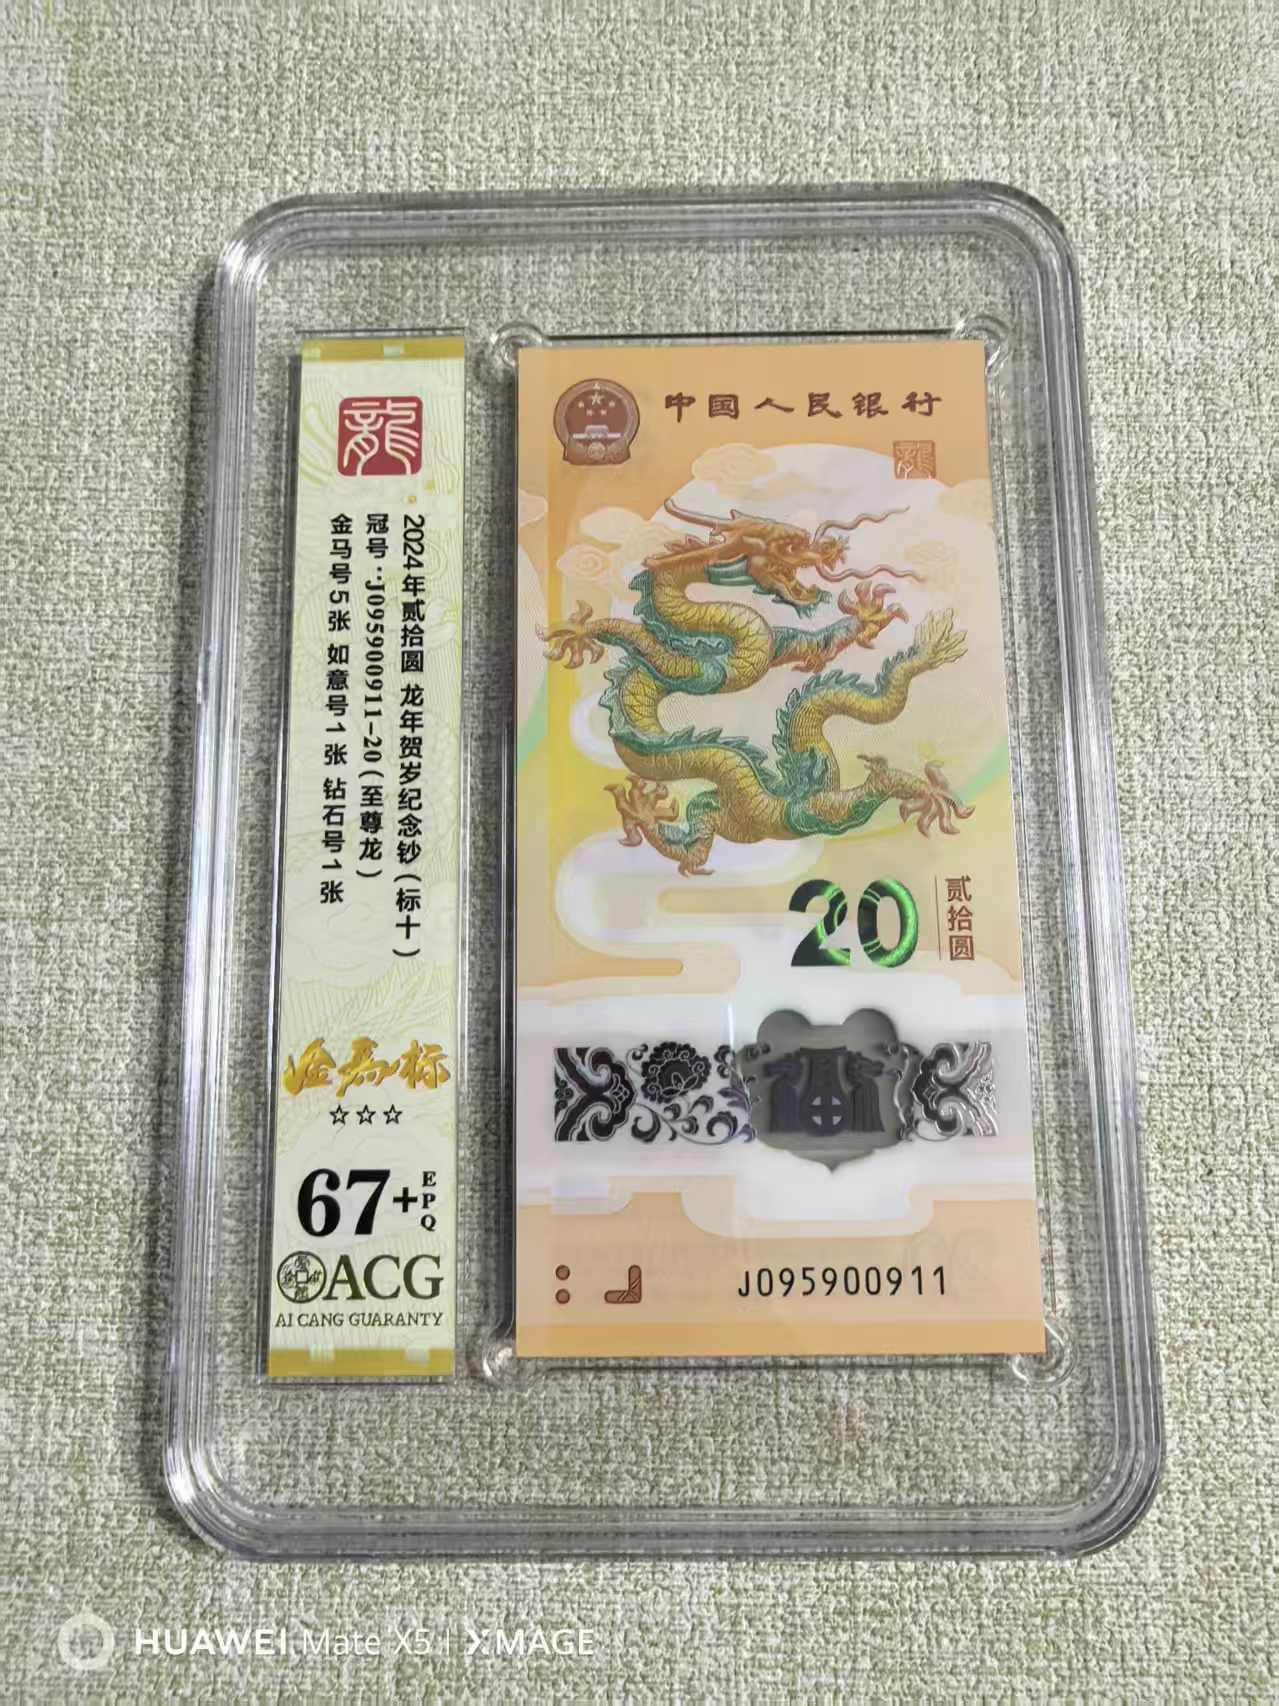 龍
2024年贰拾圆 龙年贺岁纪念钞(标十)
冠号:J095900911-20(至尊龙)
金马号5张 如意号1张 钻石号1张
金马标
☆☆☆
67+EPQ
ACG
AI CANG GUARANTY
中国人民银行
龍
20
贰拾圆
J095900911
HUAWEI Mate X5 | XMAGE